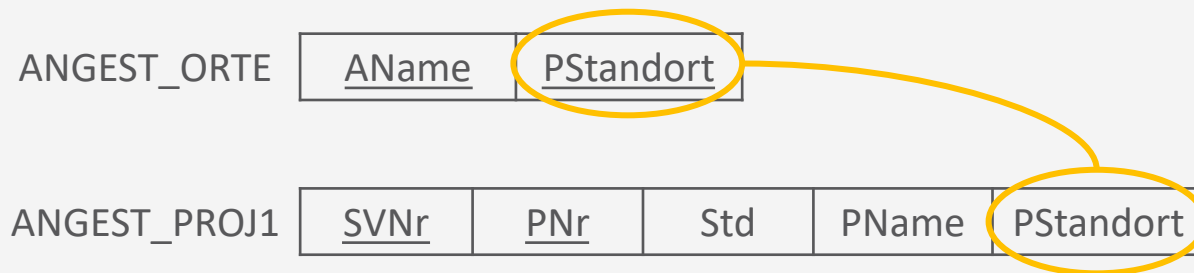 ANGEST_ORTE AName PStandort
ANGEST_PROJ1 SVNr PNr Std PName PStandort